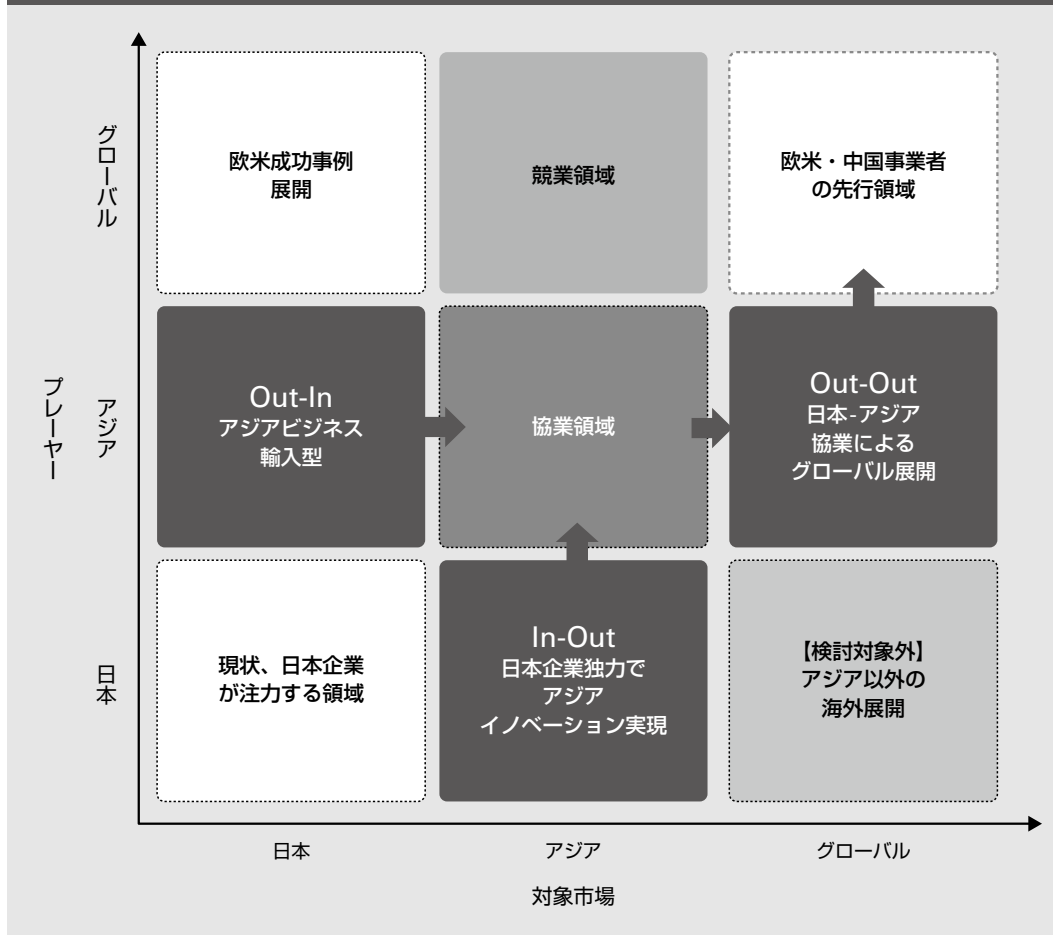 プレーヤー
グローバル
欧米成功事例
展開
競業領域
欧米・中国事業者
の先行領域
アジア
Out-In
アジアビジネス
輸入型
協業領域
Out-Out
日本-アジア
協業による
グローバル展開
日本
現状、日本企業
が注力する領域
In-Out
日本企業独力で
アジア
イノベーション実現
【検討対象外】
アジア以外の
海外展開
日本
アジア
グローバル
対象市場